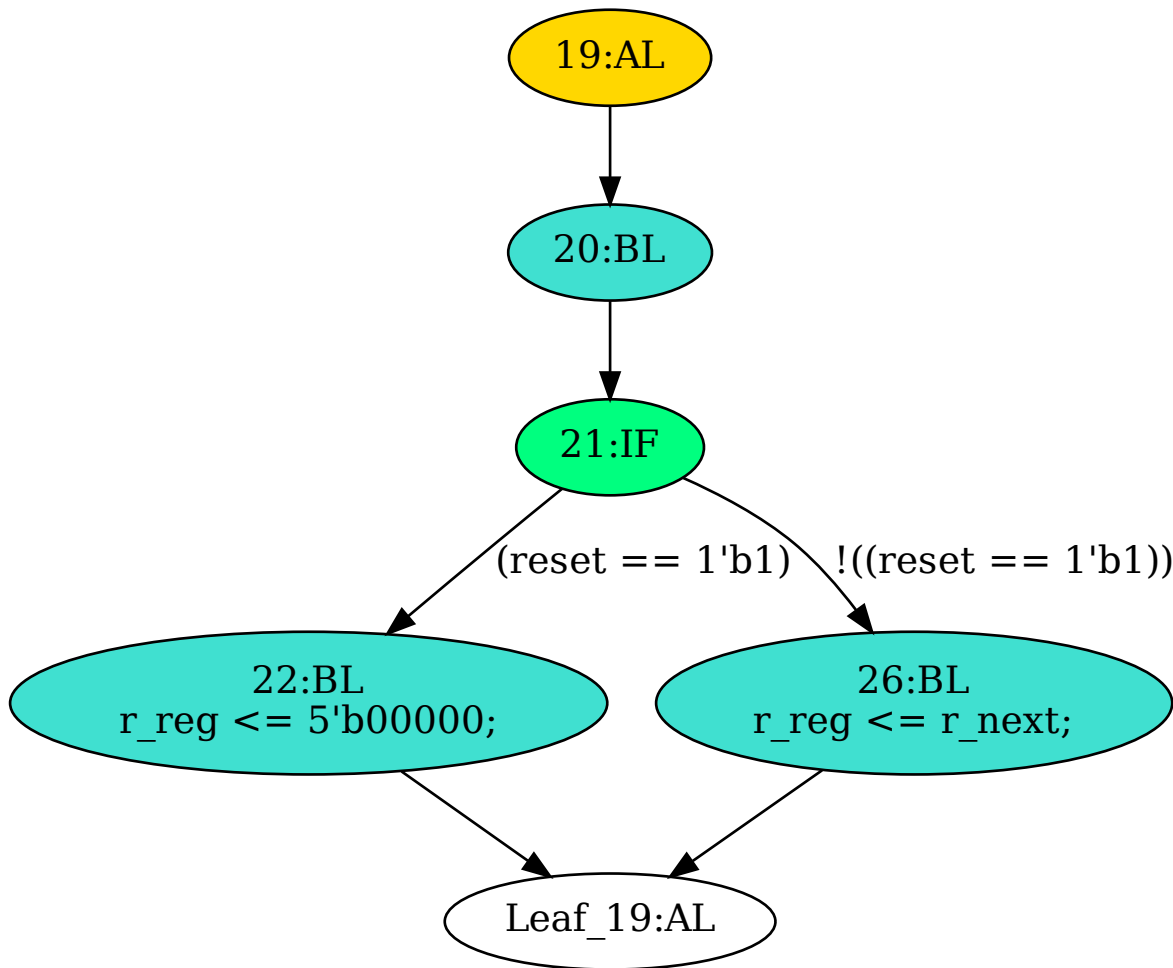 19:AL
20:BL
21:IF
(reset == 1'b1)
!((reset == 1'b1))
22:BL
r_reg <= 5'b00000;
26:BL
r_reg <= r_next;
Leaf_19:AL